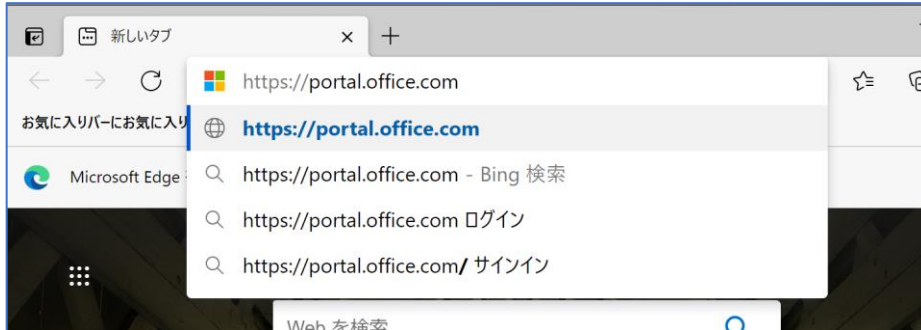 新しいタブ
https://portal.office.com
https://portal.office.com
お気に入りバーにお気に入り
https://portal.office.com - Bing 検索
Microsoft Edge
https://portal.office.com ログイン
https://portal.office.com/ サインイン
Web を検索